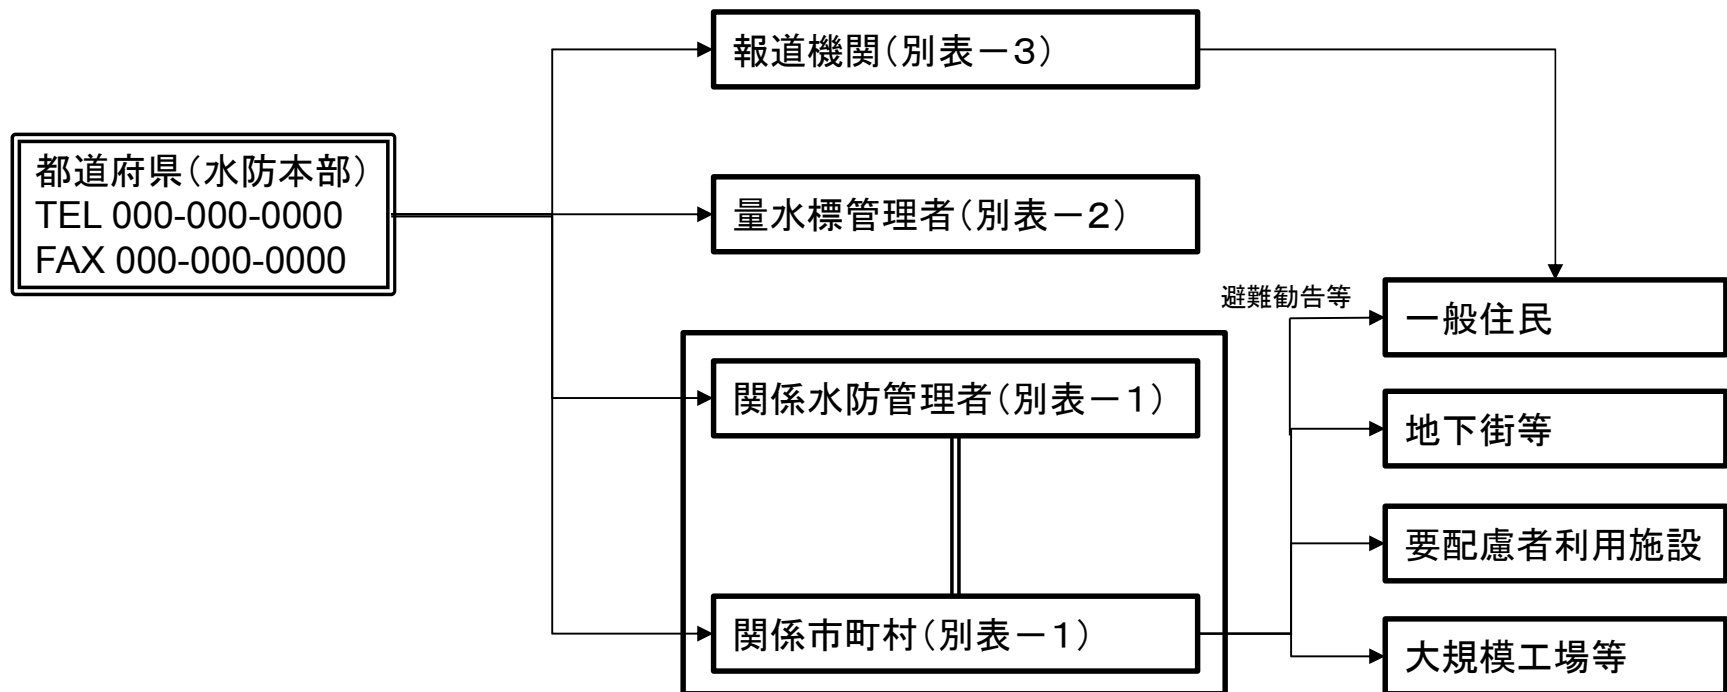 報道機関(別表－3)
都道府県(水防本部)
TEL 000-000-0000
FAX 000-000-0000
量水標管理者(別表－2)
避難勧告等
一般住民
関係水防管理者(別表－1)
地下街等
要配慮者利用施設
関係市町村(別表－1)
大規模工場等